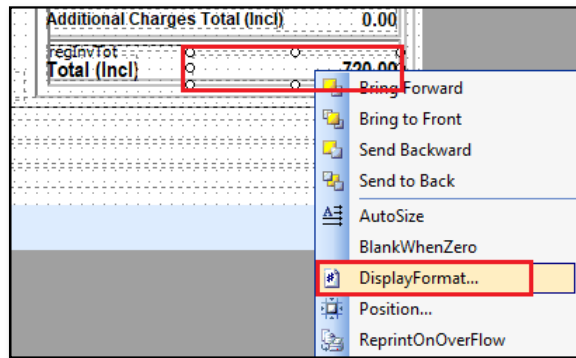 Additional Charges Total (Incl) 0.00
regInvTot
Total (Incl) 720.00
Bring Forward
Bring to Front
Send Backward
Send to Back
AutoSize
BlankWhenZero
DisplayFormat...
Position...
ReprintOnOverFlow